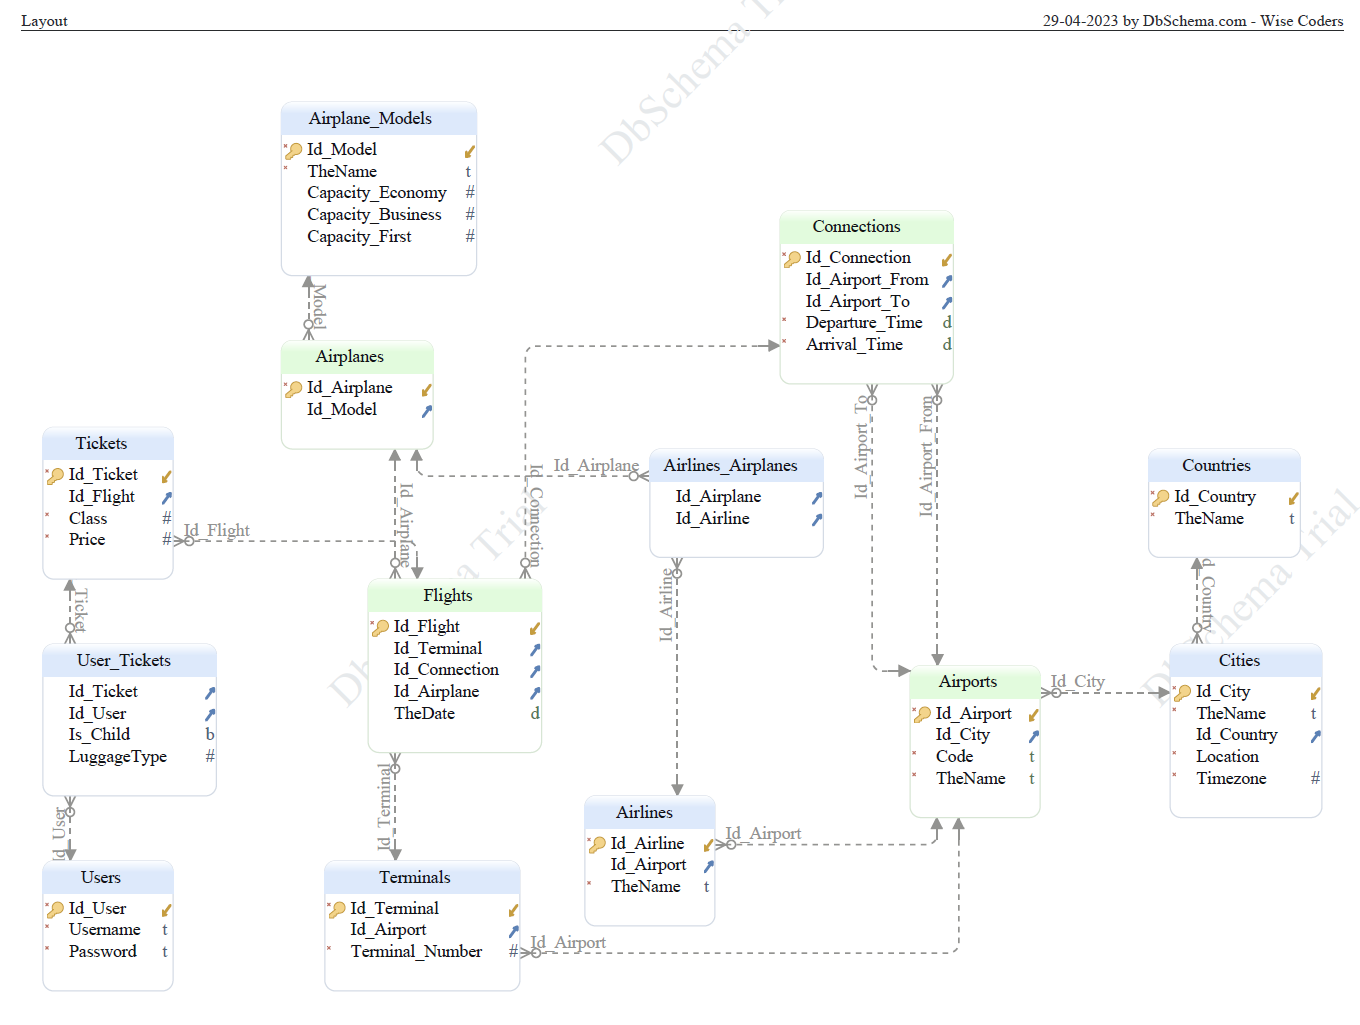 Layout
29-04-2023 by DbSchema.com - Wise Coders
DbSchema Tr
Airplane_Models
Id_Model
TheName t
Capacity_Economy #
Capacity_Business #
Capacity_First #
Model
Connections
Id_Connection
Id_Airport_From
Id_Airport_To
Departure_Time d
Arrival_Time d
Airplanes
Id_Airplane
Id_Model
Id_Airport_To
Id_Airport_From
Tickets
Id_Ticket
Id_Flight
Class #
Price #
Id_Flight
Id_Airplane
Id_Connection
Id_Airplane
Airlines_Airplanes
Id_Airplane
Id_Airline
Id_Airline
Countries
Id_Country
TheName t
d_Country
Ticket
User_Tickets
Id_Ticket
Id_User
Is_Child b
LuggageType #
Id_User
Flights
Id_Flight
Id_Terminal
Id_Connection
Id_Airplane
TheDate d
Id_Terminal
Airports
Id_Airport
Id_City
Code t
TheName t
Id_City
Cities
Id_City
TheName t
Id_Country
Location
Timezone #
Users
Id_User
Username t
Password t
Terminals
Id_Terminal
Id_Airport
Terminal_Number #
Id_Airport
Airlines
Id_Airline
Id_Airport
TheName t
Id_Airport